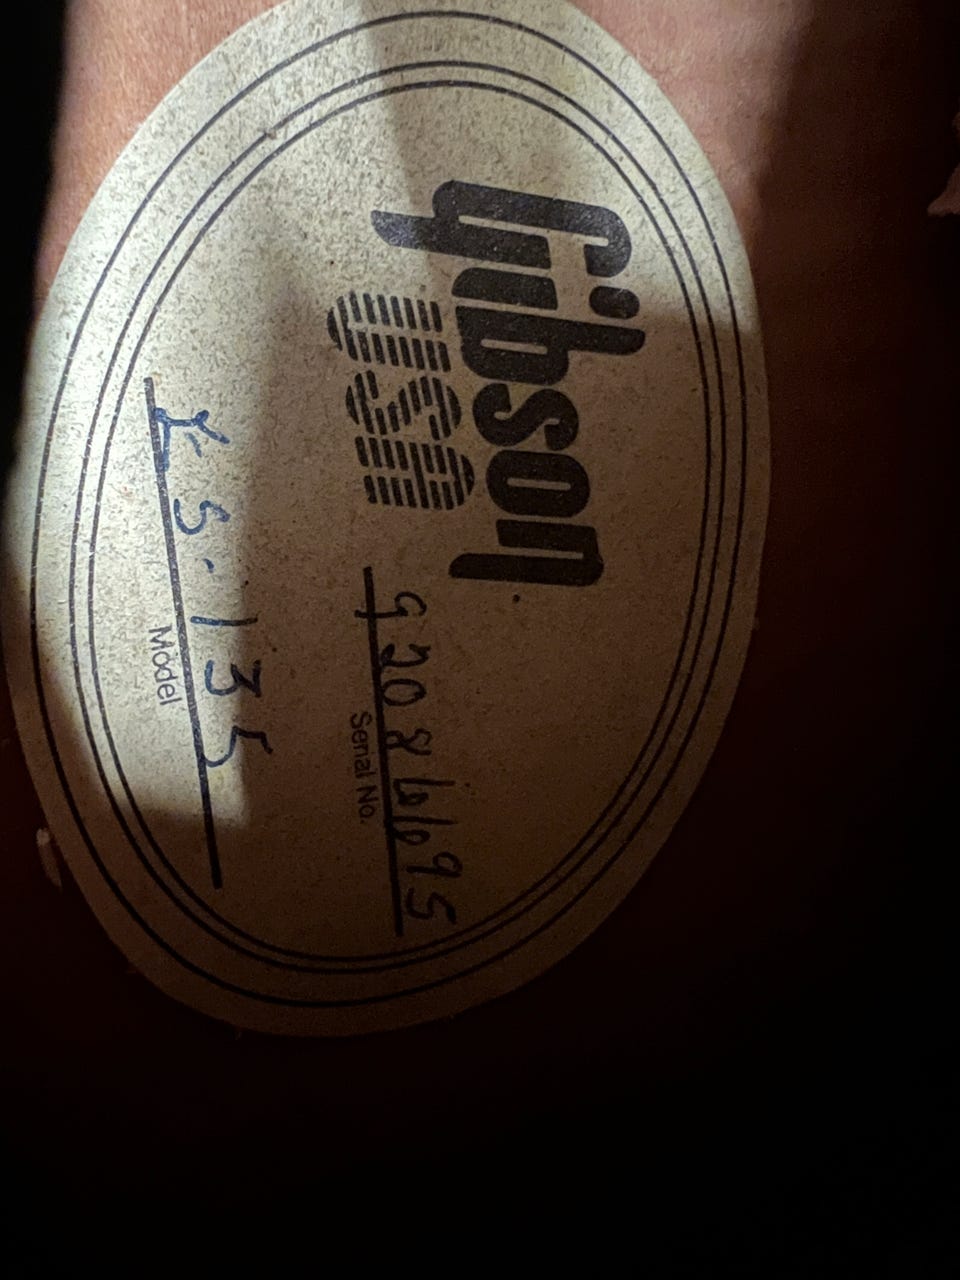 Gibson
USA
92086695
Serial No.
ES.135
Model